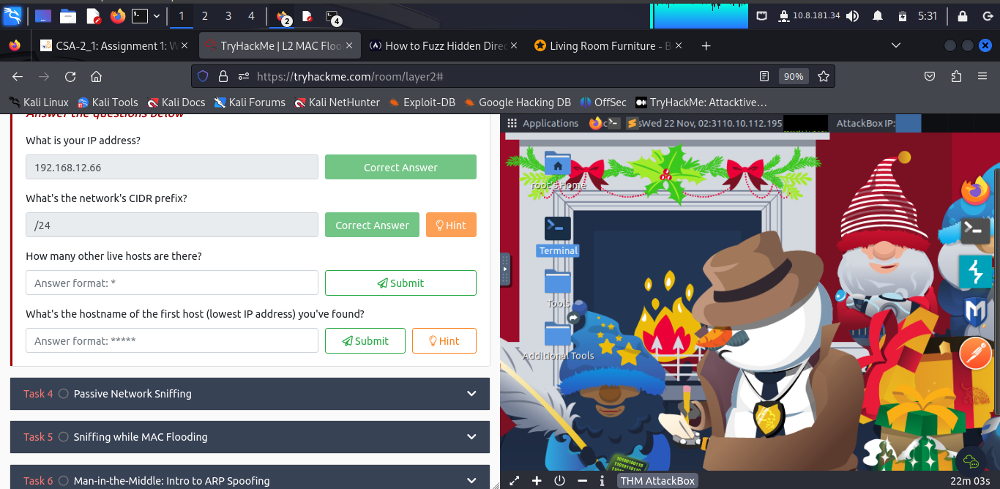 1 2 3 4 2 4 10.8.181.34 5:31
CSA-2_1: Assignment 1: W TryHackMe | L2 MAC Floo How to Fuzz Hidden Direc Living Room Furniture - B
https://tryhackme.com/room/layer2# 90%
Kali Linux Kali Tools Kali Docs Kali Forums Kali NetHunter Exploit-DB Google Hacking DB OffSec TryHackMe: Attacktive…
Answer the questions below
What is your IP address?
192.168.12.66 Correct Answer
What's the network's CIDR prefix?
/24 Correct Answer Hint
How many other live hosts are there?
Answer format: * Submit
What's the hostname of the first host (lowest IP address) you've found?
Answer format: ***** Submit Hint
Task 4 Passive Network Sniffing
Task 5 Sniffing while MAC Flooding
Task 6 Man-in-the-Middle: Intro to ARP Spoofing
Applications Wed 22 Nov, 02:31 10.10.112.195 AttackBox IP:
root's Home
Terminal
Tools
Additional Tools
THM AttackBox 22m 03s